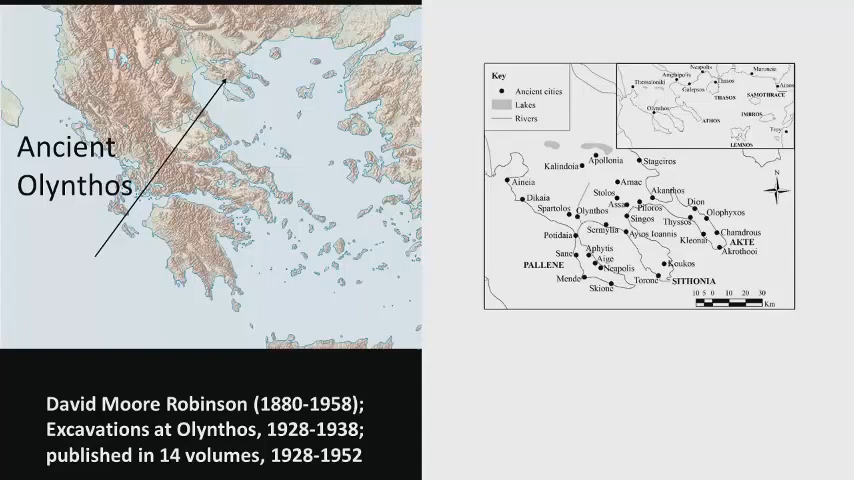 Ancient
Olynthos
David Moore Robinson (1880-1958);
Excavations at Olynthos, 1928-1938;
published in 14 volumes, 1928-1952
Key
Ancient cities
Lakes
Rivers
Neapolis
Maroneia
Amphipolis
Thessaloniki
Thasos
Galepsos
THASOS
SAMOTHRACE
Olynthos
ATHOS
IMBROS
Troy
LEMNOS
Apollonia
Stageiros
Kalindoia
N
Aineia
Arnac
Akanthos
Stolos
Dikaia
Assa
Piloros
Dion
Spartolos
Olynthos
Olophyxos
Singos
Thyssos
Sermylia
Aysos Ioannis
Charadrous
Potidaia
Kleonai
AKTE
Akrothooi
Aphytis
Sane
Aige
PALLENE
Neapolis
Koukos
Mende
Torone
SITHONIA
Skione
10 5 0 10 20 30
Km